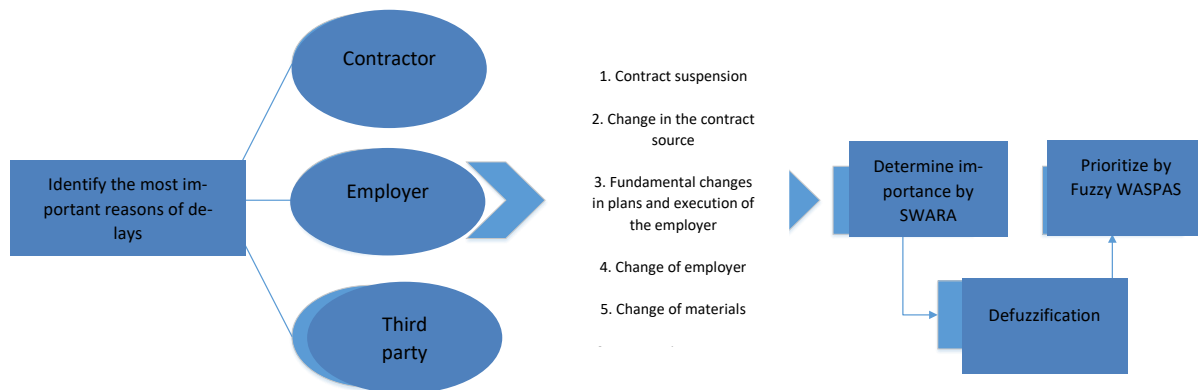 Identify the most im-
portant reasons of de-
lays
Contractor
Employer
Third
party
1. Contract suspension
2. Change in the contract
source
3. Fundamental changes
in plans and execution of
the employer
4. Change of employer
5. Change of materials
Determine im-
portance by
SWARA
Defuzzification
Prioritize by
Fuzzy WASPAS